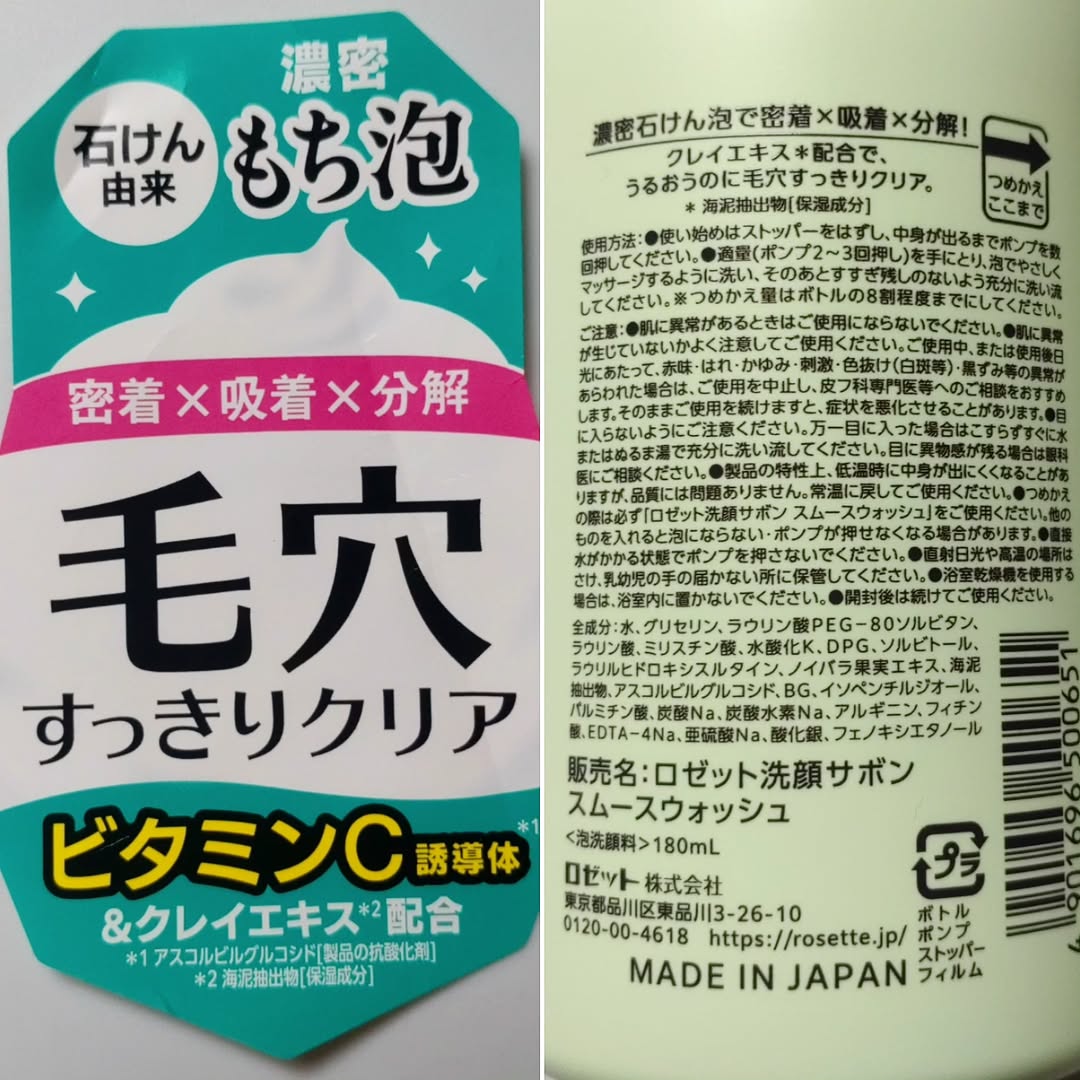 濃密
石けん
由来
もち泡
密着×吸着×分解
毛穴
すっきりクリア
ビタミンC誘導体*1
&クレイエキス*2配合
*1 アスコルビルグルコシド[製品の抗酸化剤]
*2 海泥抽出物[保湿成分]
濃密石けん泡で密着×吸着×分解!
クレイエキス*配合で、
うるおうのに毛穴すっきりクリア。
* 海泥抽出物[保湿成分]
つめかえ
ここまで
使用方法:●使い始めはストッパーをはずし、中身が出るまでポンプを数
回押してください。●適量(ポンプ2〜3回押し)を手にとり、泡でやさしく
マッサージするように洗い、そのあとすすぎ残しのないよう充分に洗い流
してください。※つめかえ量はボトルの8割程度までにしてください。
ご注意:●肌に異常があるときはご使用にならないでください。●肌に異常
が生じていないかよく注意してご使用ください。ご使用中、または使用後日
光にあたって、赤味・はれ・かゆみ・刺激・色抜け(白斑等)・黒ずみ等の異常が
あらわれた場合は、ご使用を中止し、皮フ科専門医等へのご相談をおすすめ
します。そのままご使用を続けますと、症状を悪化させることがあります。●目
に入らないようにご注意ください。万一目に入った場合はこすらずすぐに水
またはぬるま湯で充分に洗い流してください。目に異物感が残る場合は眼科
医にご相談ください。●製品の特性上、低温時に中身が出にくくなることがあ
りますが、品質には問題ありません。常温に戻してご使用ください。●つめかえ
の際は必ず「ロゼット洗顔サボン スムースウォッシュ」をご使用ください。他の
ものを入れると泡にならない・ポンプが押せなくなる場合があります。●直接
水がかかる状態でポンプを押さないでください。●直射日光や高温の場所は
さけ、乳幼児の手の届かない所に保管してください。●浴室乾燥機を使用する
場合は、浴室内に置かないでください。●開封後は続けてご使用ください。
全成分:水、グリセリン、ラウリン酸PEG-80ソルビタン、
ラウリン酸、ミリスチン酸、水酸化K、DPG、ソルビトール、
ラウリルヒドロキシスルタイン、ノイバラ果実エキス、海泥
抽出物、アスコルビルグルコシド、BG、イソペンチルジオール、
パルミチン酸、炭酸Na、炭酸水素Na、アルギニン、フィチン
酸、EDTA-4Na、亜硫酸Na、酸化銀、フェノキシエタノール
販売名:ロゼット洗顔サボン
スムースウォッシュ
<泡洗顔料>180mL
ロゼット株式会社
東京都品川区東品川3-26-10
0120-00-4618 https://rosette.jp/
MADE IN JAPAN
プラ
ボトル
ポンプ
ストッパー
フィルム
4 901696 500651